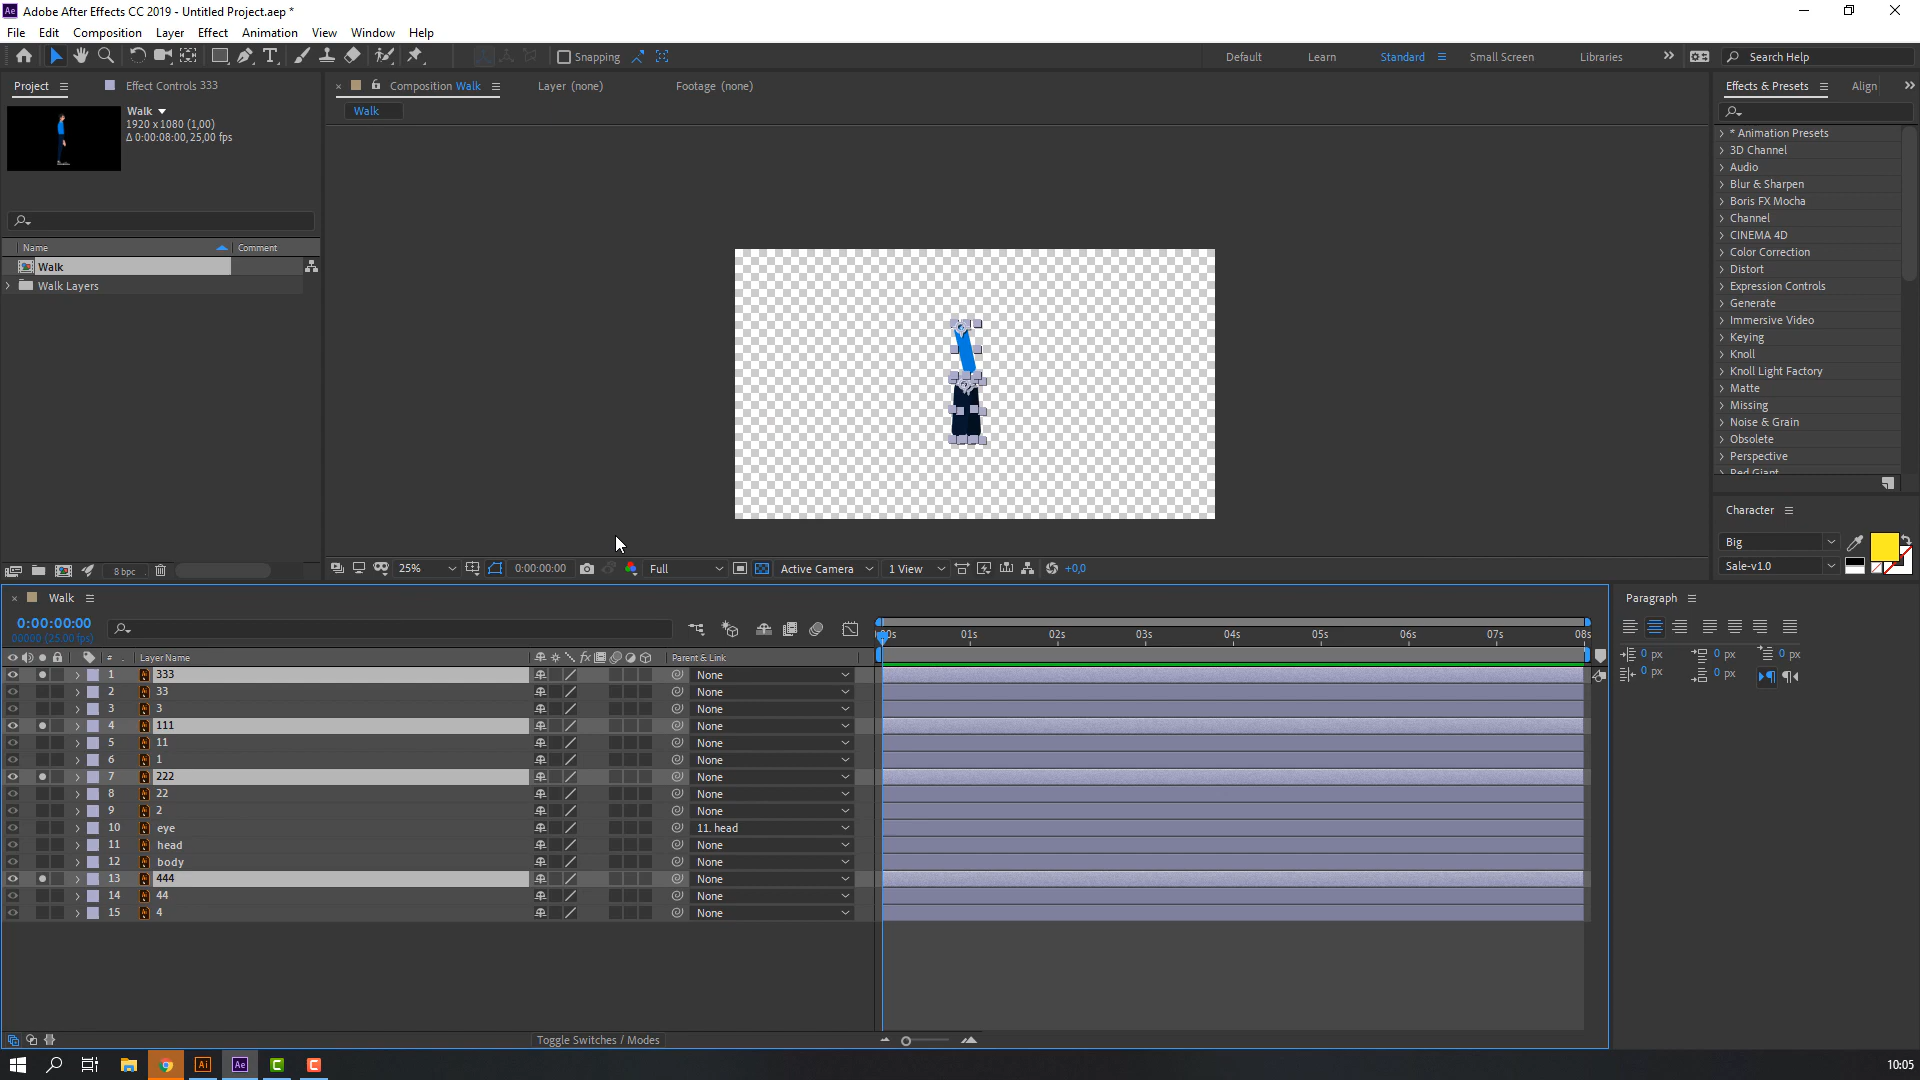 Adobe After Effects CC 2019 - Untitled Project.aep *
File Edit Composition Layer Effect Animation View Window Help
Snapping
Default Learn Standard Small Screen Libraries Search Help
Project Effect Controls 333
Composition Walk Layer (none) Footage (none)
Effects & Presets Align
Walk
1920 x 1080 (1,00)
Δ 0:00:08:00, 25,00 fps
Walk
Name Comment
Walk
Walk Layers
* Animation Presets
3D Channel
Audio
Blur & Sharpen
Boris FX Mocha
Channel
CINEMA 4D
Color Correction
Distort
Expression Controls
Generate
Immersive Video
Keying
Knoll
Knoll Light Factory
Matte
Missing
Noise & Grain
Obsolete
Perspective
Red Giant
Character
Big
Sale-v1.0
8 bpc
25% 0:00:00:00 Full Active Camera 1 View +0,0
Walk
0:00:00:00
00000 (25.00 fps)
Paragraph
00s 01s 02s 03s 04s 05s 06s 07s 08s
# Layer Name Parent & Link
1 333 None
2 33 None
3 3 None
4 111 None
5 11 None
6 1 None
7 222 None
8 22 None
9 2 None
10 eye 11. head
11 head None
12 body None
13 444 None
14 44 None
15 4 None
0 px 0 px 0 px
0 px 0 px
Toggle Switches / Modes
10:05